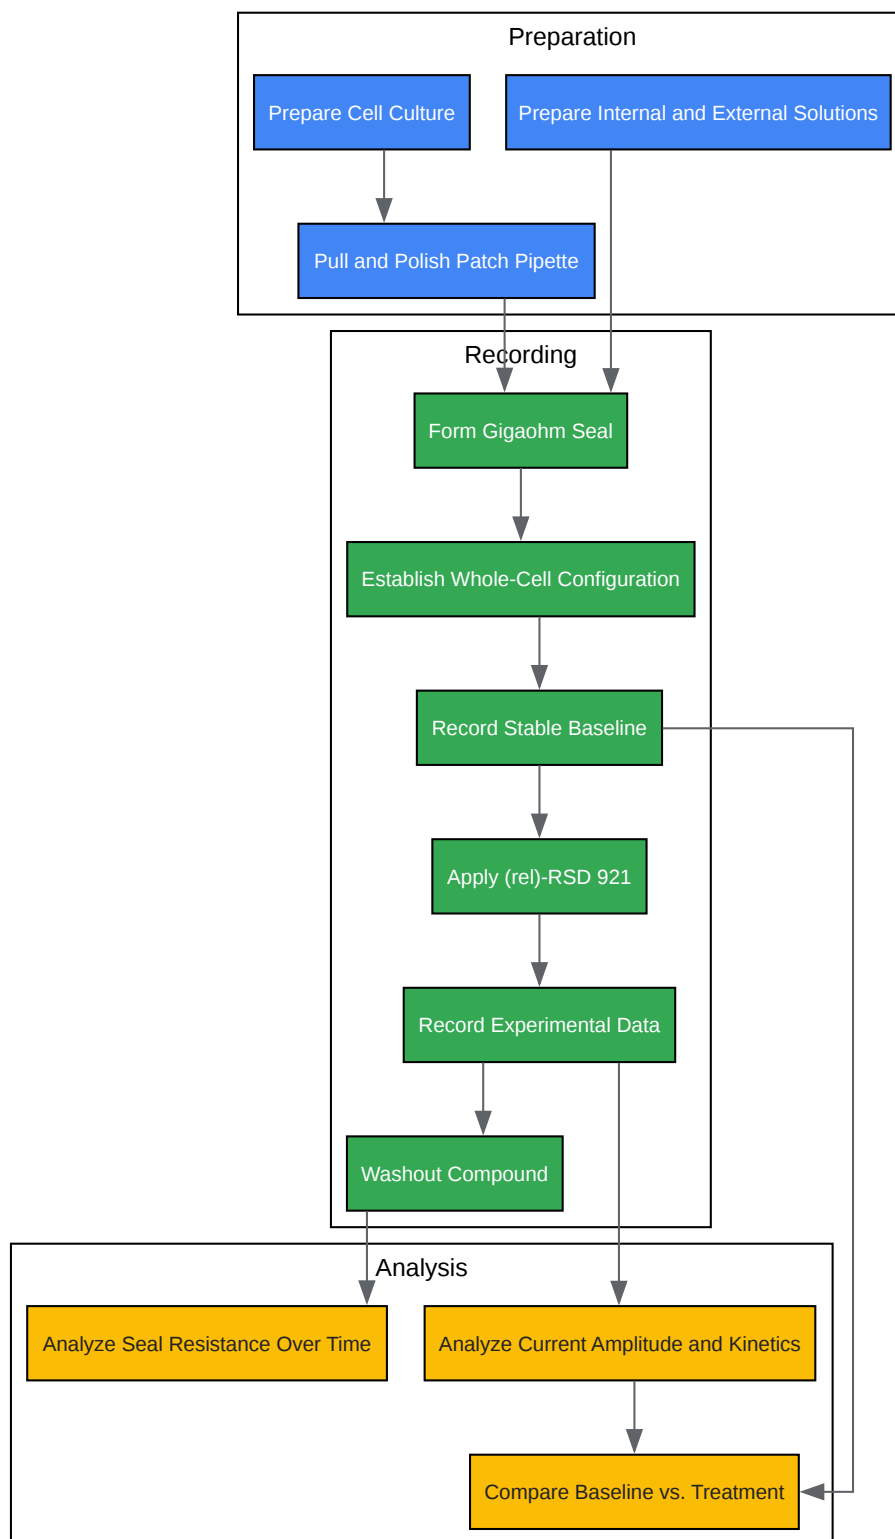 Preparation
Prepare Cell Culture
Prepare Internal and External Solutions
Pull and Polish Patch Pipette
Recording
Form Gigaohm Seal
Establish Whole-Cell Configuration
Record Stable Baseline
Apply (rel)-RSD 921
Record Experimental Data
Washout Compound
Analysis
Analyze Seal Resistance Over Time
Analyze Current Amplitude and Kinetics
Compare Baseline vs. Treatment